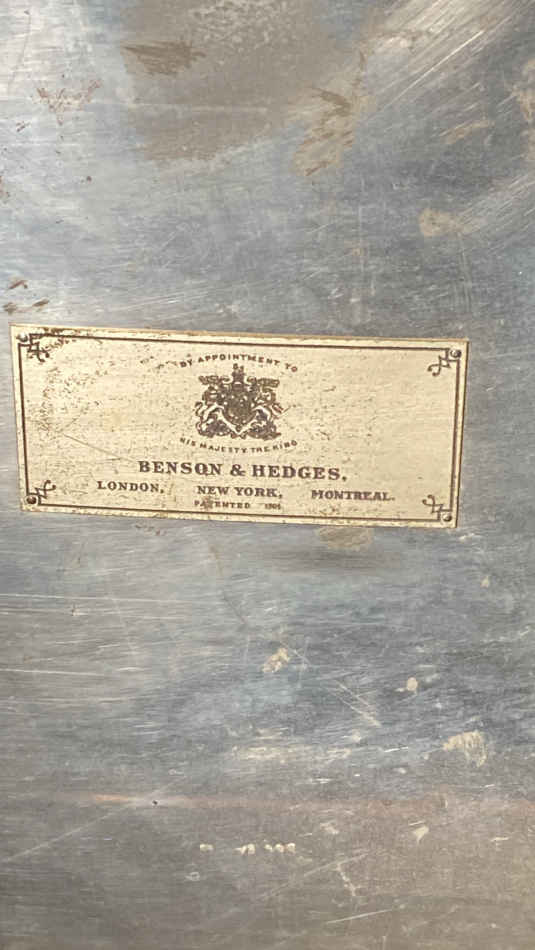 BY APPOINTMENT TO
HIS MAJESTY THE KING
BENSON & HEDGES,
LONDON, NEW YORK, MONTREAL.
PATENTED